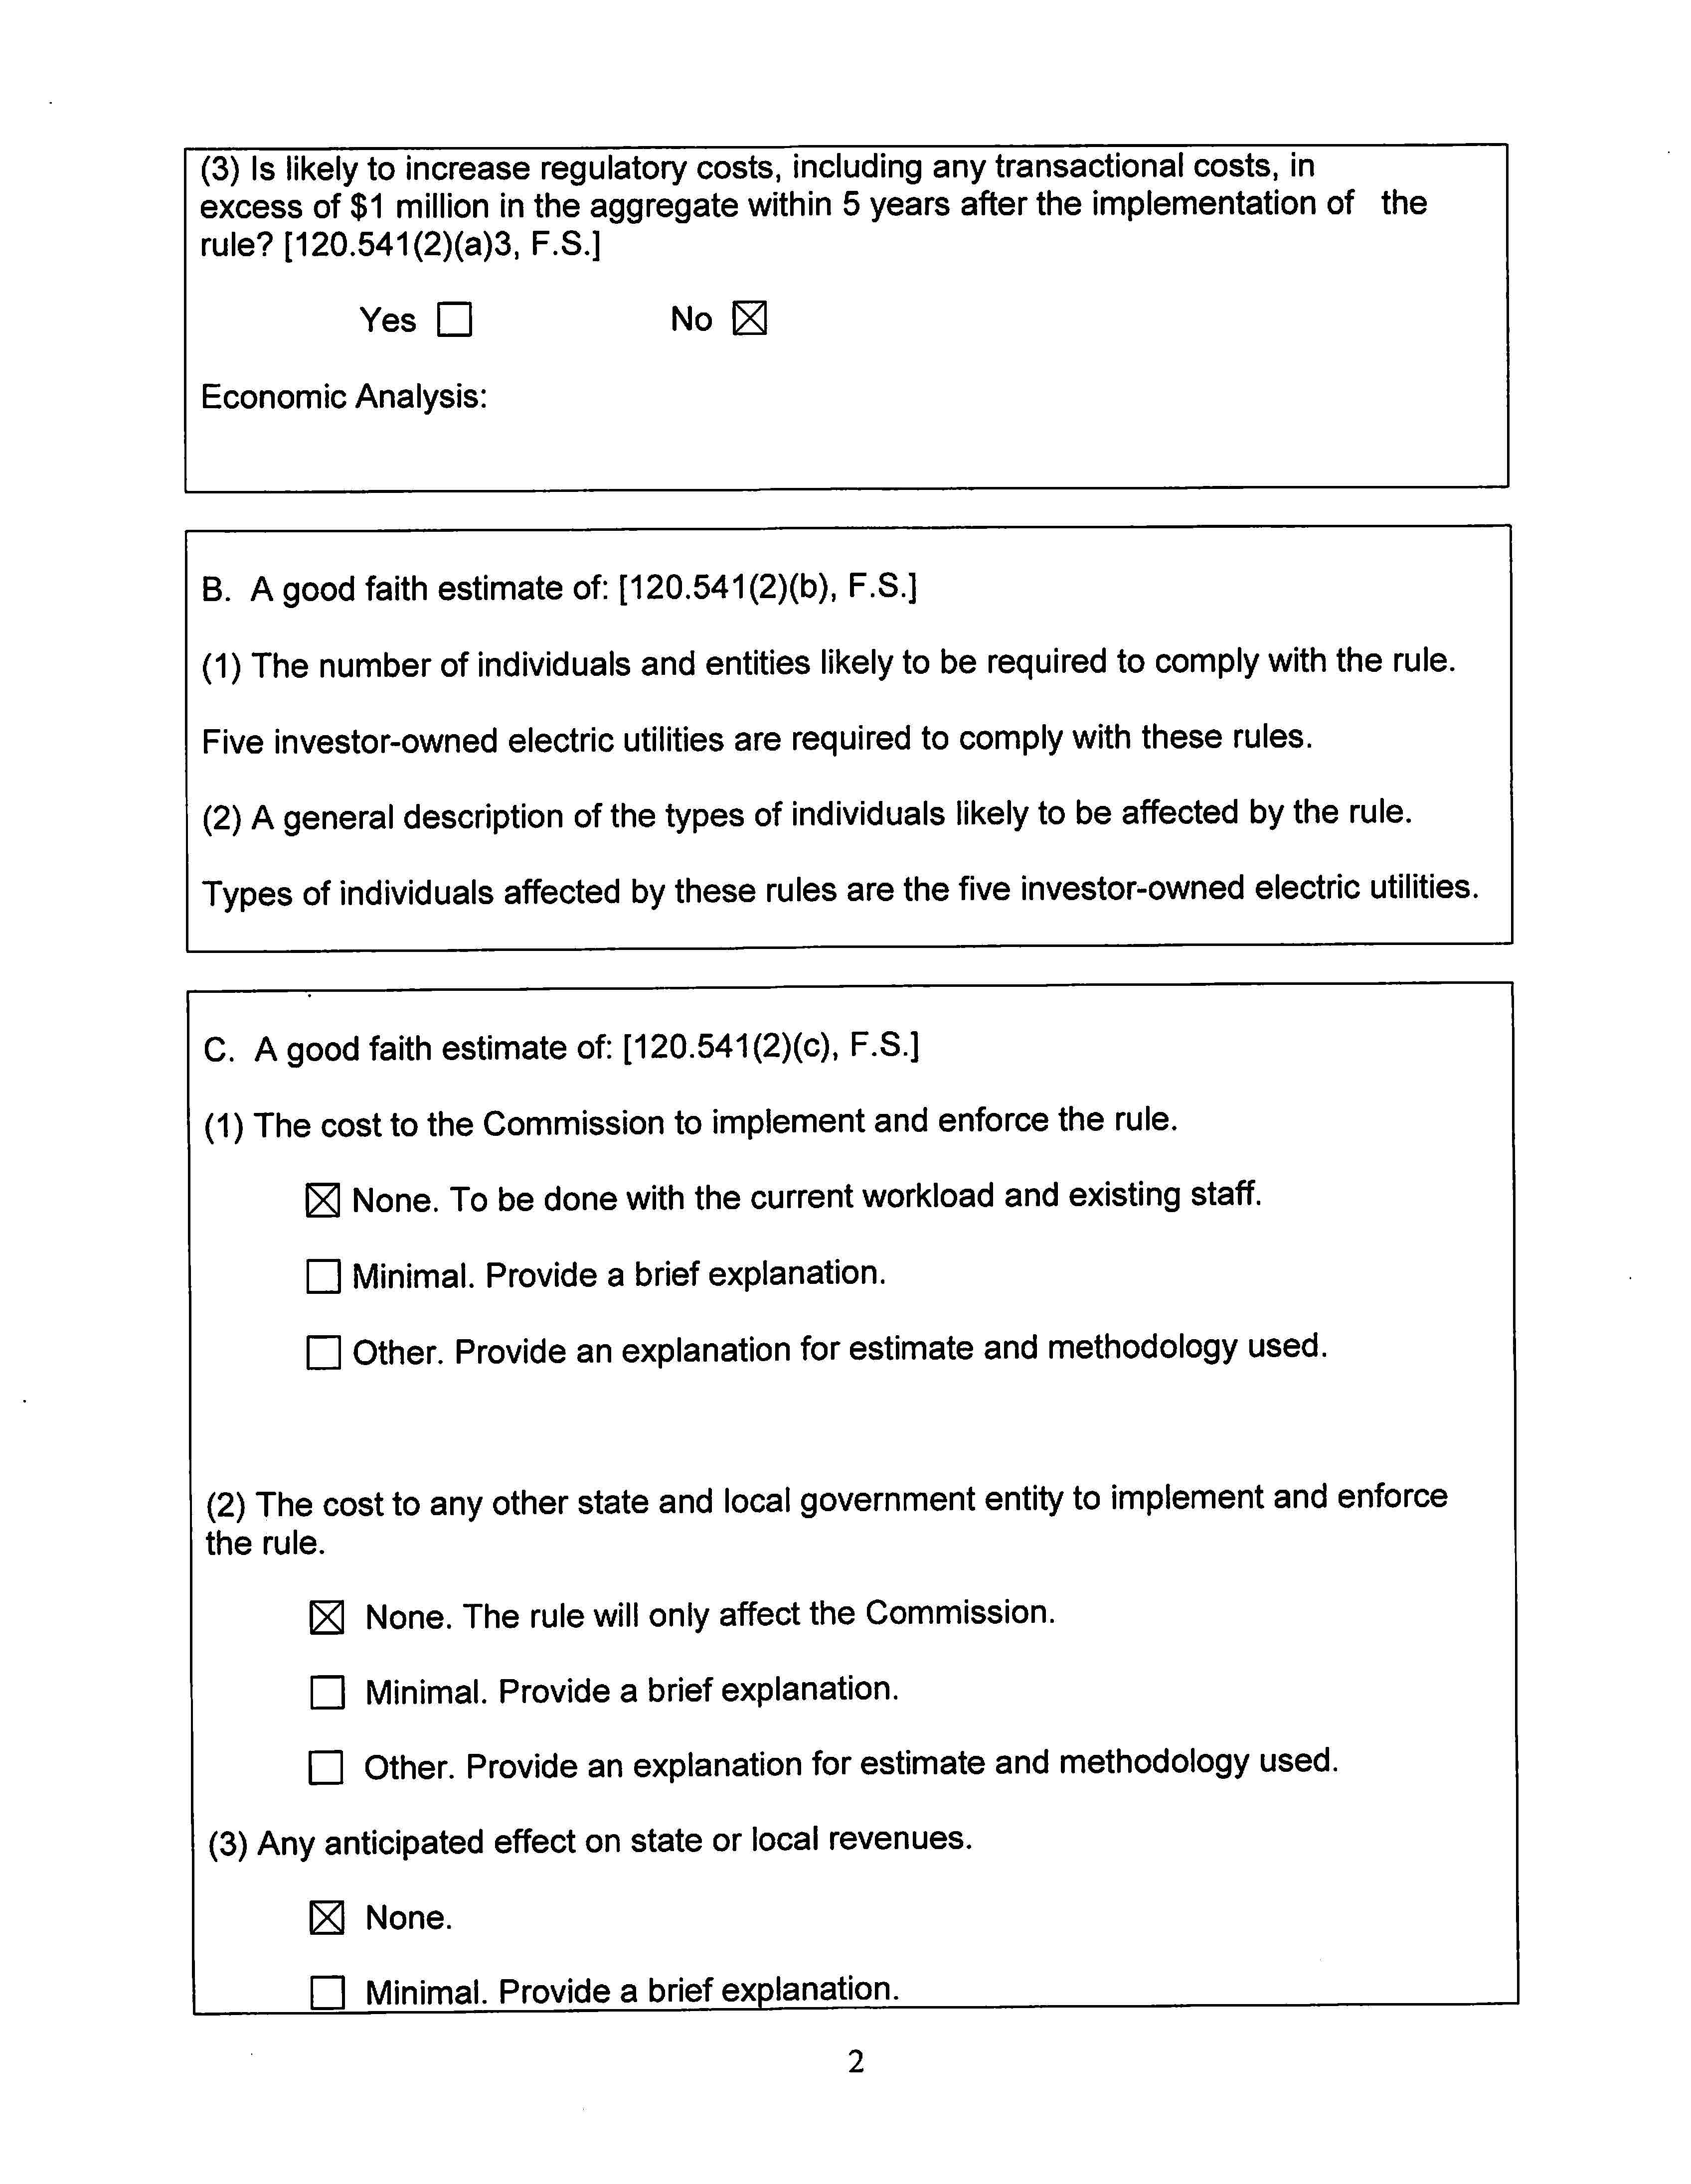 (3) Is likely to increase regulatory costs, including any transactional costs, in
excess of $1 million in the aggregate within 5 years after the implementation of the
rule? [120.541(2)(a)3, F.S.]
Yes ☐ No ☒
Economic Analysis:
B. A good faith estimate of: [120.541(2)(b), F.S.]
(1) The number of individuals and entities likely to be required to comply with the rule.
Five investor-owned electric utilities are required to comply with these rules.
(2) A general description of the types of individuals likely to be affected by the rule.
Types of individuals affected by these rules are the five investor-owned electric utilities.
C. A good faith estimate of: [120.541(2)(c), F.S.]
(1) The cost to the Commission to implement and enforce the rule.
☒ None. To be done with the current workload and existing staff.
☐ Minimal. Provide a brief explanation.
☐ Other. Provide an explanation for estimate and methodology used.
(2) The cost to any other state and local government entity to implement and enforce
the rule.
☒ None. The rule will only affect the Commission.
☐ Minimal. Provide a brief explanation.
☐ Other. Provide an explanation for estimate and methodology used.
(3) Any anticipated effect on state or local revenues.
☒ None.
☐ Minimal. Provide a brief explanation.
2